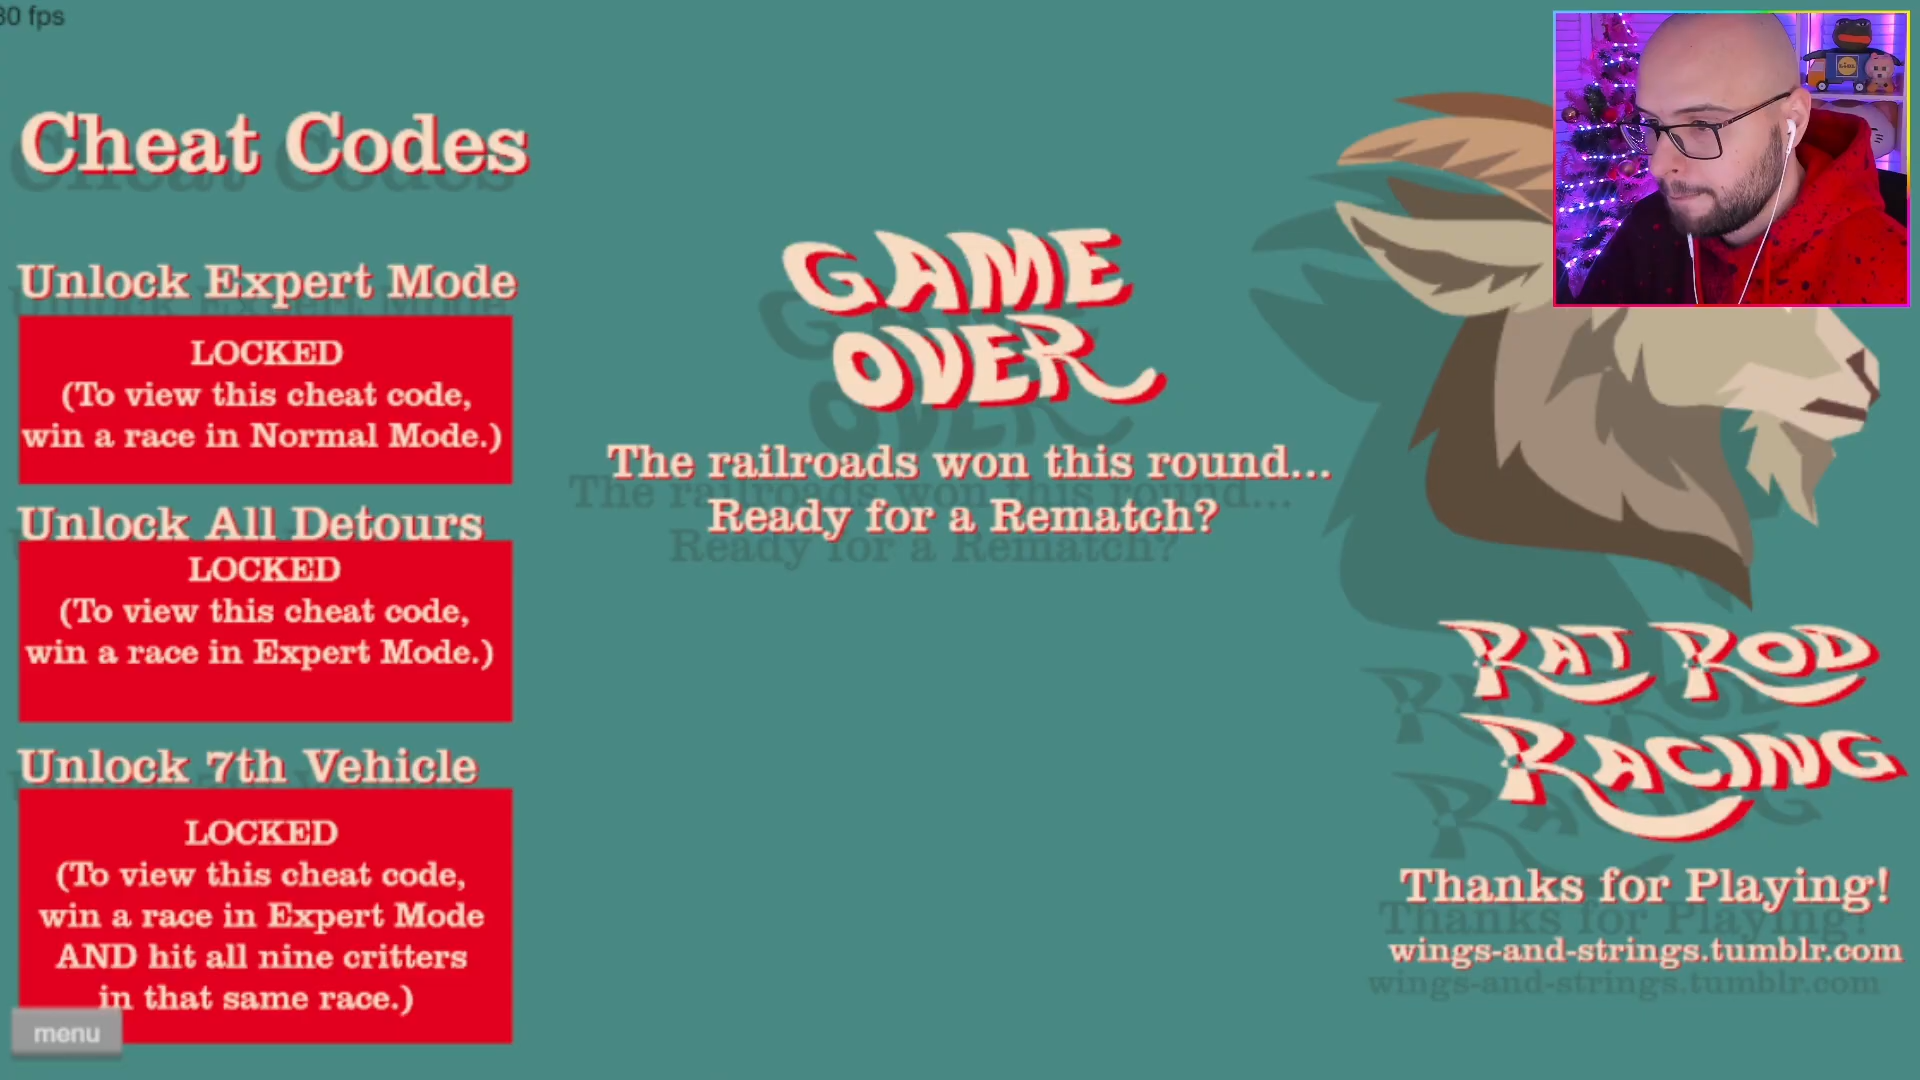 30 fps
Cheat Codes
Unlock Expert Mode
LOCKED
(To view this cheat code,
win a race in Normal Mode.)
Unlock All Detours
LOCKED
(To view this cheat code,
win a race in Expert Mode.)
Unlock 7th Vehicle
LOCKED
(To view this cheat code,
win a race in Expert Mode
AND hit all nine critters
in that same race.)
menu
GAME
OVER
The railroads won this round...
Ready for a Rematch?
RAT ROD
RACING
Thanks for Playing!
wings-and-strings.tumblr.com